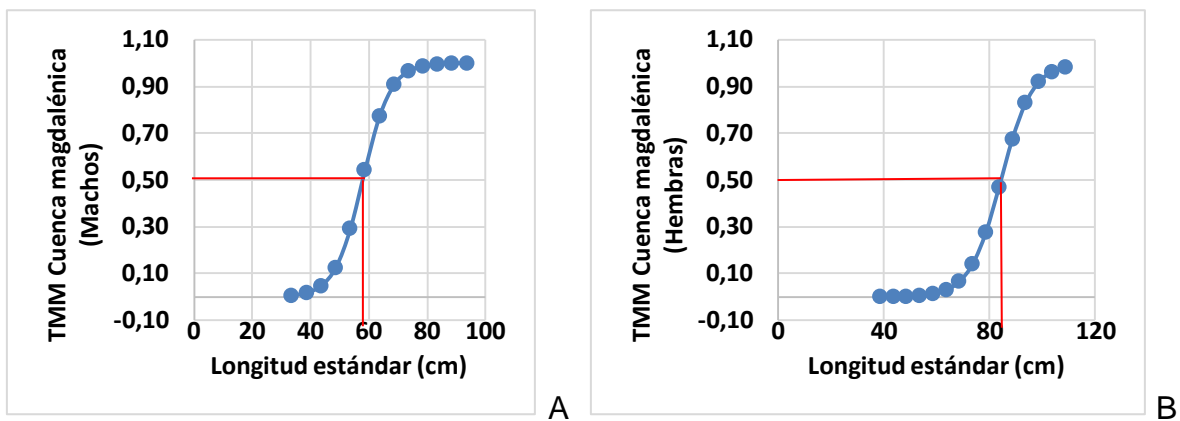 TMM Cuenca magdalénica
(Machos)
1,10
0,90
0,70
0,50
0,30
0,10
-0,10
0 20 40 60 80 100
Longitud estándar (cm)
A
TMM Cuenca magdalénica
(Hembras)
1,10
0,90
0,70
0,50
0,30
0,10
-0,10
0 40 80 120
Longitud estándar (cm)
B